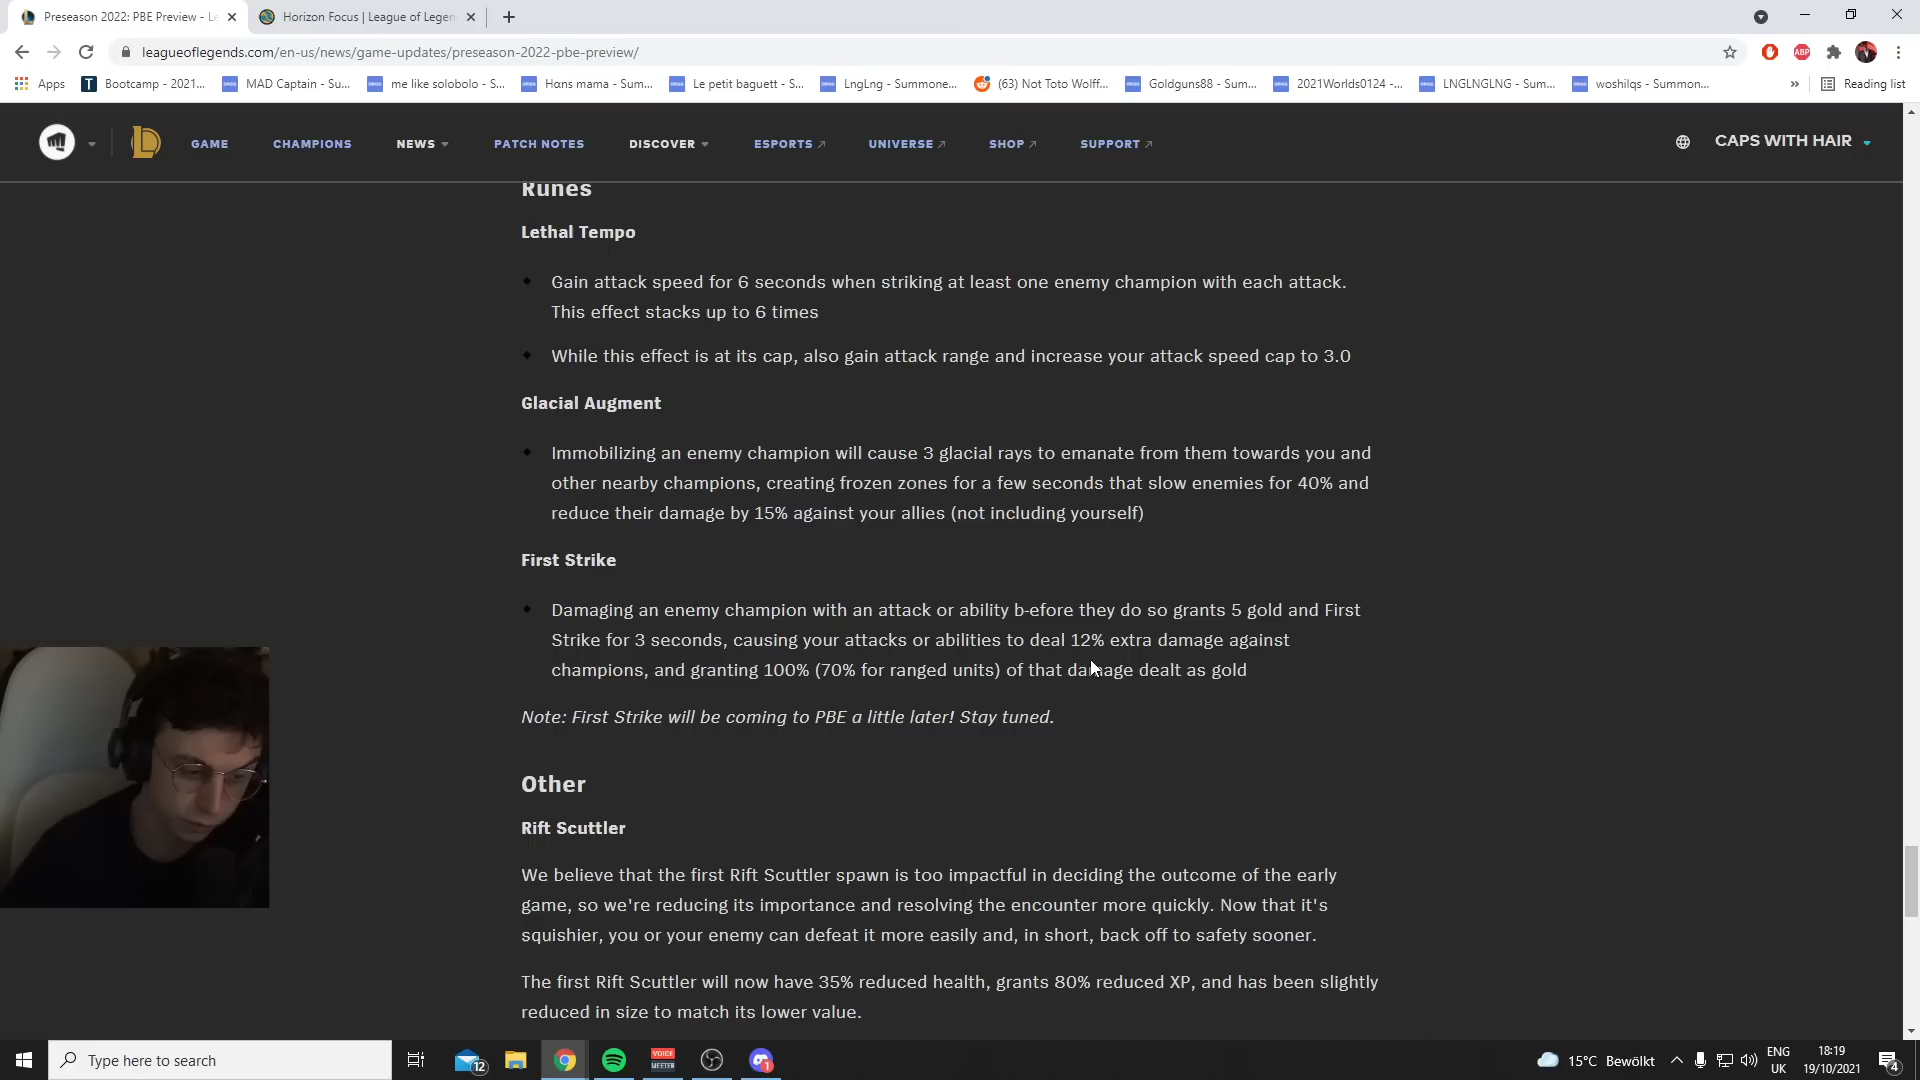 Preseason 2022: PBE Preview - Le
Horizon Focus | League of Legen
leagueoflegends.com/en-us/news/game-updates/preseason-2022-pbe-preview/
ABP
Apps
T
Bootcamp - 2021...
MAD Captain - Su...
me like solobolo - S...
Hαns mama - Sum...
Le petit baguett - S...
LngLng - Summone...
(63) Not Toto Wolff...
Goldguns88 - Sum...
2021Worlds0124 -...
LNGLNGLNG - Sum...
woshilqs - Summon...
»
Reading list
GAME
CHAMPIONS
NEWS
PATCH NOTES
DISCOVER
ESPORTS
UNIVERSE
SHOP
SUPPORT
CAPS WITH HAIR
Runes
Lethal Tempo
Gain attack speed for 6 seconds when striking at least one enemy champion with each attack.
This effect stacks up to 6 times
While this effect is at its cap, also gain attack range and increase your attack speed cap to 3.0
Glacial Augment
Immobilizing an enemy champion will cause 3 glacial rays to emanate from them towards you and
other nearby champions, creating frozen zones for a few seconds that slow enemies for 40% and
reduce their damage by 15% against your allies (not including yourself)
First Strike
Damaging an enemy champion with an attack or ability b-efore they do so grants 5 gold and First
Strike for 3 seconds, causing your attacks or abilities to deal 12% extra damage against
champions, and granting 100% (70% for ranged units) of that damage dealt as gold
Note: First Strike will be coming to PBE a little later! Stay tuned.
Other
Rift Scuttler
We believe that the first Rift Scuttler spawn is too impactful in deciding the outcome of the early
game, so we're reducing its importance and resolving the encounter more quickly. Now that it's
squishier, you or your enemy can defeat it more easily and, in short, back off to safety sooner.
The first Rift Scuttler will now have 35% reduced health, grants 80% reduced XP, and has been slightly
reduced in size to match its lower value.
Type here to search
12
VOICE
MEETER
1
15°C Bewölkt
ENG
UK
18:19
19/10/2021
4